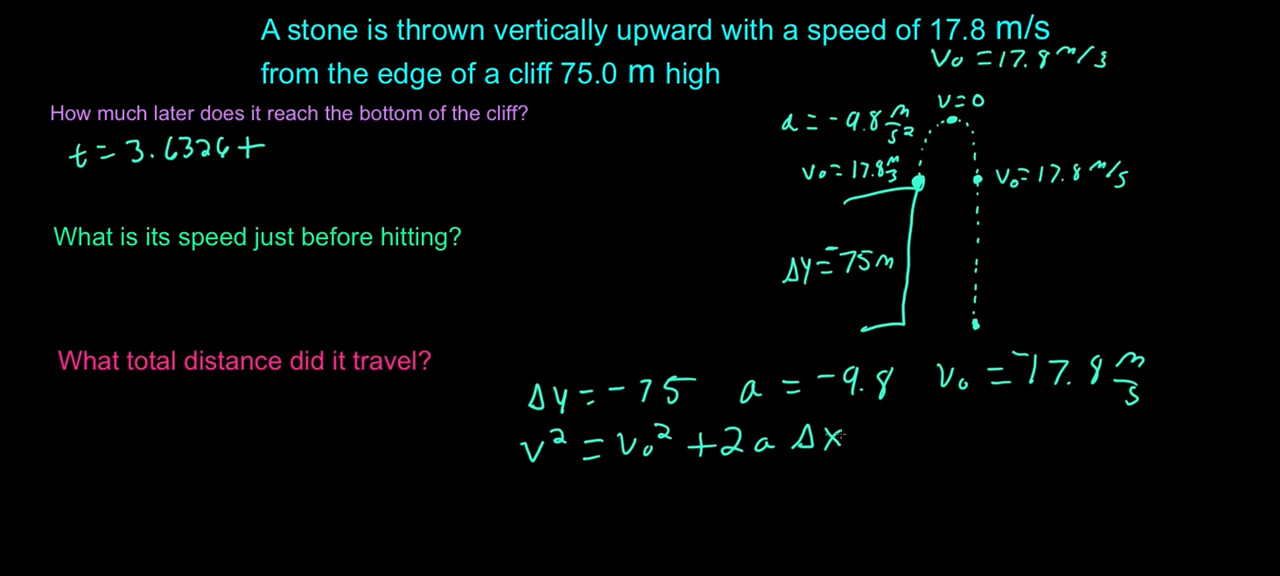 A stone is thrown vertically upward with a speed of 17.8 m/s
from the edge of a cliff 75.0 m high
V₀ = 17.8 m/s
How much later does it reach the bottom of the cliff?
t = 3.6326 +
a = -9.8 m/s²
v = 0
v₀ = 17.8 m/s
v₀ = 17.8 m/s
What is its speed just before hitting?
Δy = -75m
What total distance did it travel?
Δy = -75 a = -9.8 v₀ = -17.8 m/s
v² = v₀² + 2a Δx